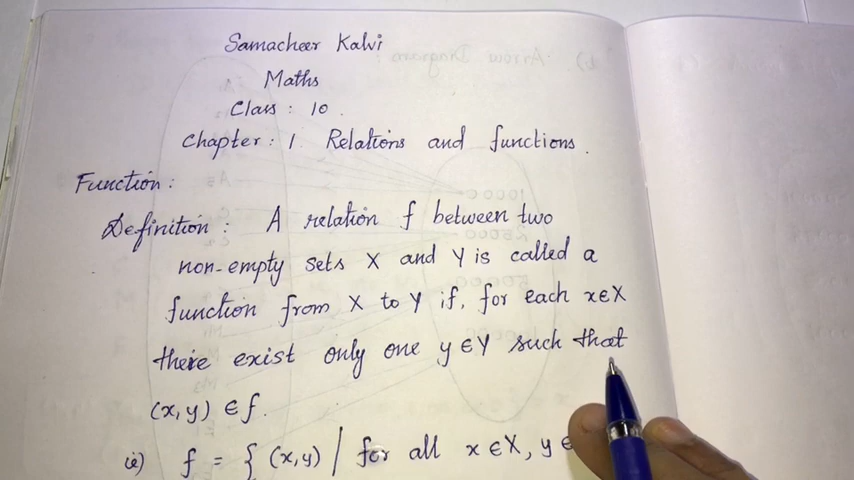 Samacheer Kalvi
Maths
Class : 10 .
Chapter : 1. Relations and functions .
Function :
Definition : A relation f between two
non-empty sets X and Y is called a
function from X to Y if, for each x∈X
there exist only one y∈Y such that
(x,y) ∈ f.
ie) f = { (x,y) / for all x∈X, y∈